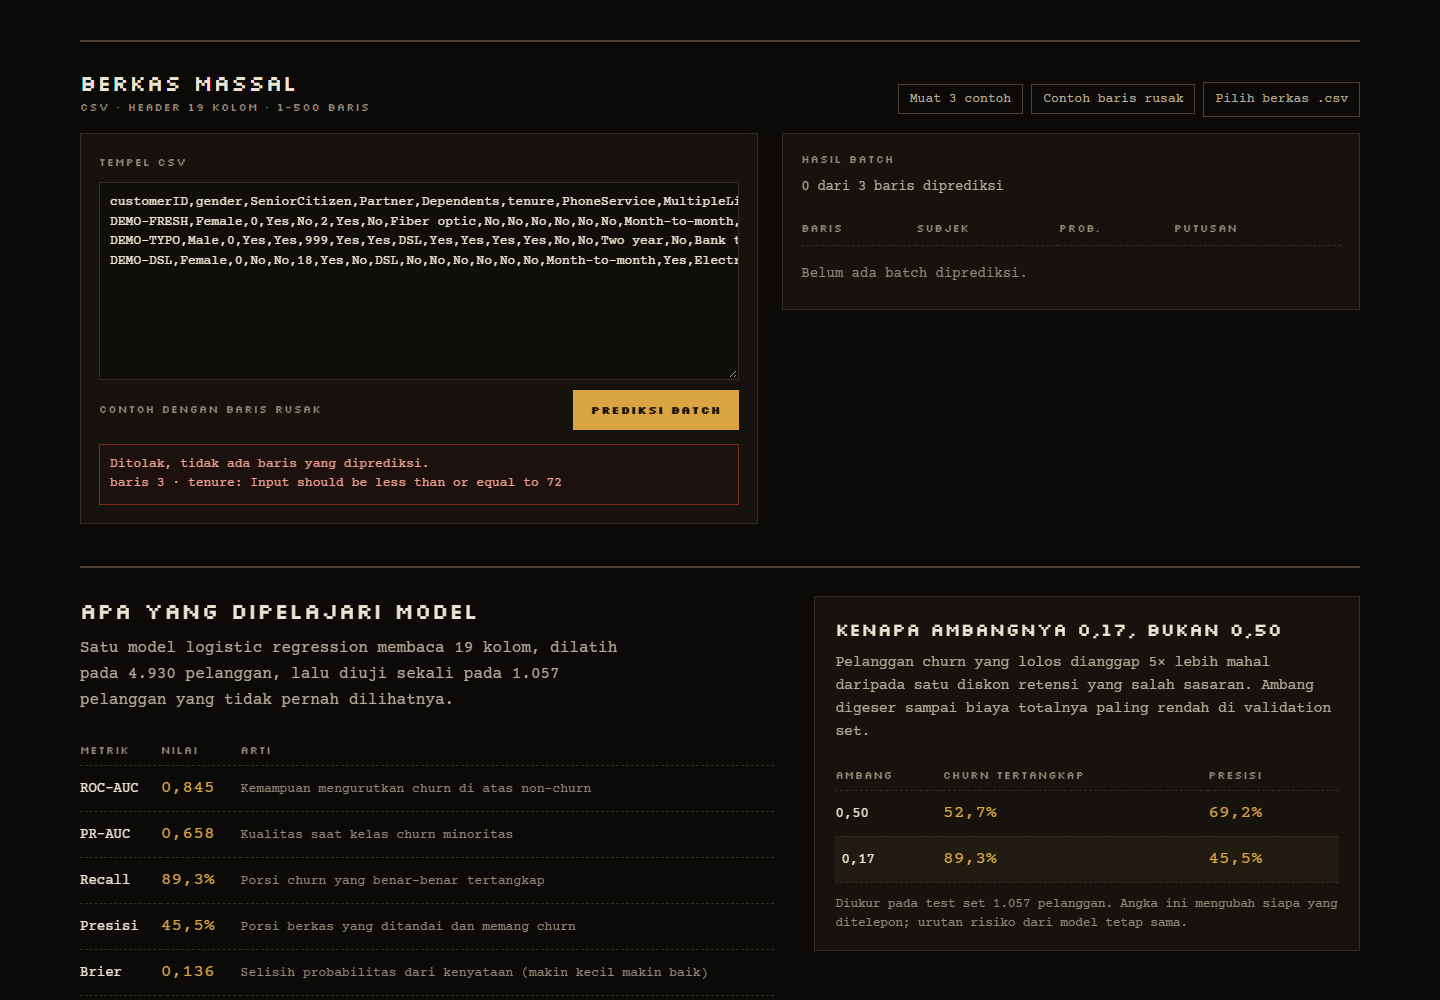 BERKAS MASSAL
CSV · HEADER 19 KOLOM · 1-500 BARIS
Muat 3 contoh
Contoh baris rusak
Pilih berkas .csv
TEMPEL CSV
customerID,gender,SeniorCitizen,Partner,Dependents,tenure,PhoneService,MultipleLi
DEMO-FRESH,Female,0,Yes,No,2,Yes,No,Fiber optic,No,No,No,No,No,No,Month-to-month,
DEMO-TYPO,Male,0,Yes,Yes,999,Yes,Yes,DSL,Yes,Yes,Yes,Yes,No,No,Two year,No,Bank t
DEMO-DSL,Female,0,No,No,18,Yes,No,DSL,No,No,No,No,No,No,Month-to-month,Yes,Electr
CONTOH DENGAN BARIS RUSAK
PREDIKSI BATCH
Ditolak, tidak ada baris yang diprediksi.
baris 3 · tenure: Input should be less than or equal to 72
HASIL BATCH
0 dari 3 baris diprediksi
BARIS SUBJEK PROB. PUTUSAN
Belum ada batch diprediksi.
APA YANG DIPELAJARI MODEL
Satu model logistic regression membaca 19 kolom, dilatih
pada 4.930 pelanggan, lalu diuji sekali pada 1.057
pelanggan yang tidak pernah dilihatnya.
METRIK NILAI ARTI
ROC-AUC 0,845 Kemampuan mengurutkan churn di atas non-churn
PR-AUC 0,658 Kualitas saat kelas churn minoritas
Recall 89,3% Porsi churn yang benar-benar tertangkap
Presisi 45,5% Porsi berkas yang ditandai dan memang churn
Brier 0,136 Selisih probabilitas dari kenyataan (makin kecil makin baik)
KENAPA AMBANGNYA 0,17, BUKAN 0,50
Pelanggan churn yang lolos dianggap 5× lebih mahal
daripada satu diskon retensi yang salah sasaran. Ambang
digeser sampai biaya totalnya paling rendah di validation
set.
AMBANG CHURN TERTANGKAP PRESISI
0,50 52,7% 69,2%
0,17 89,3% 45,5%
Diukur pada test set 1.057 pelanggan. Angka ini mengubah siapa yang
ditelepon; urutan risiko dari model tetap sama.